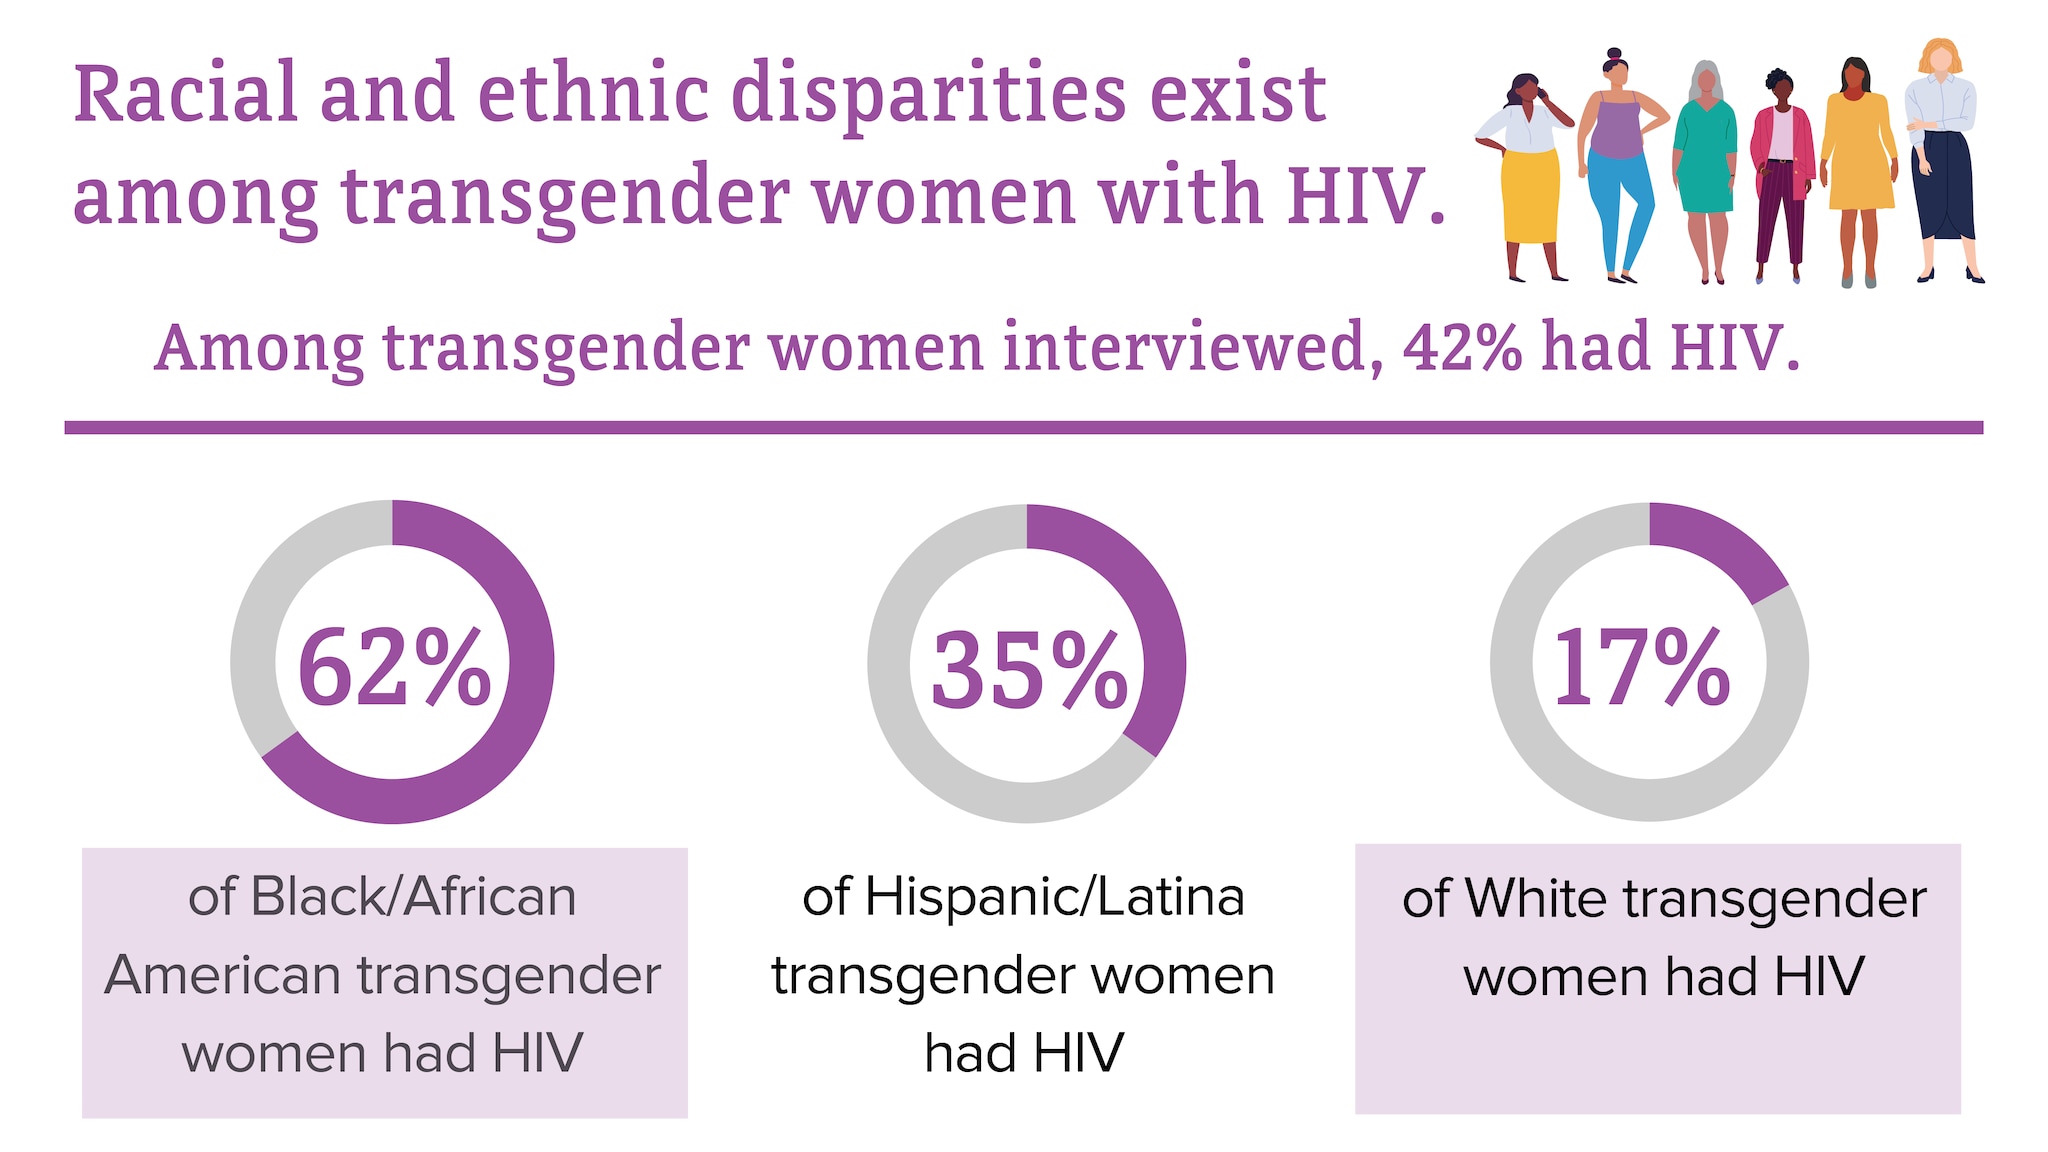 Racial and ethnic disparities exist
among transgender women with HIV.
Among transgender women interviewed, 42% had HIV.
62%
of Black/African
American transgender
women had HIV
35%
of Hispanic/Latina
transgender women
had HIV
17%
of White transgender
women had HIV